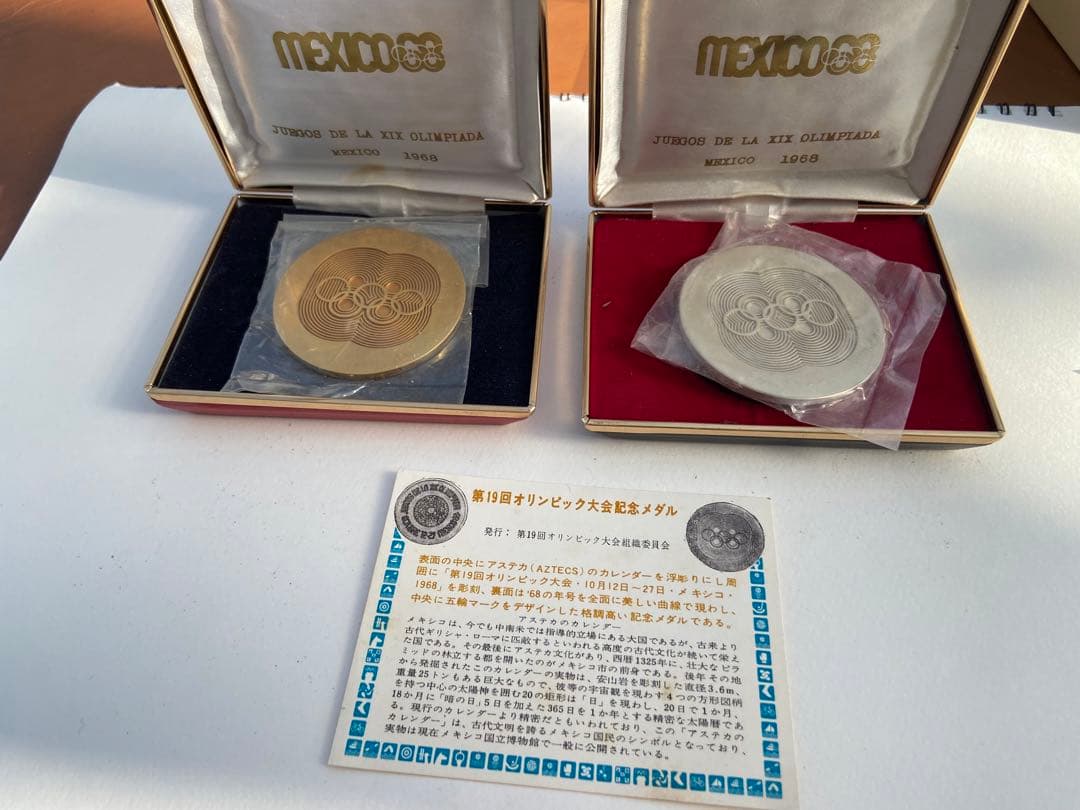 MEXICO68
JUEGOS DE LA XIX OLIMPIADA
MEXICO 1968
MEXICO68
JUEGOS DE LA XIX OLIMPIADA
MEXICO 1968
第19回オリンピック大会記念メダル
発行：第19回オリンピック大会組織委員会
表面の中央にアステカ(AZTECS)のカレンダーを浮彫りにし周
囲に「第19回オリンピック大会・10月12日〜27日・メキシコ・
1968」を彫刻、裏面は'68の年号を全面に美しい曲線で現わし、
中央に五輪マークをデザインした格調高い記念メダルである。
アステカのカレンダー
メキシコは、今でも中南米では指導的立場にある大国であるが、古来より
古代ギリシャ・ローマに匹敵するといわれる高度の古代文化が続いて栄え
た国である。その最後にアステカ文化があり、西暦1325年に、壮大なピラ
ミッドの林立する都を開いたのがメキシコ市の前身である。後年その地
から発掘されたこのカレンダーの実物は、安山岩を彫刻した直径3.6m、
重量25トンもある巨大なもので、彼等の宇宙観を現わす4つの方形図柄
を持つ中心の太陽神を囲む20の矩形は「日」を現わし、20日で1か月、
18か月に「暗の日」5日を加えた365日を1か年とする精密な太陽暦であ
る。現行のカレンダーより精密だともいわれており、この「アステカの
カレンダー」は、古代文明を誇るメキシコ国民のシンボルとなっており、
実物は現在メキシコ国立博物館で一般に公開されている。